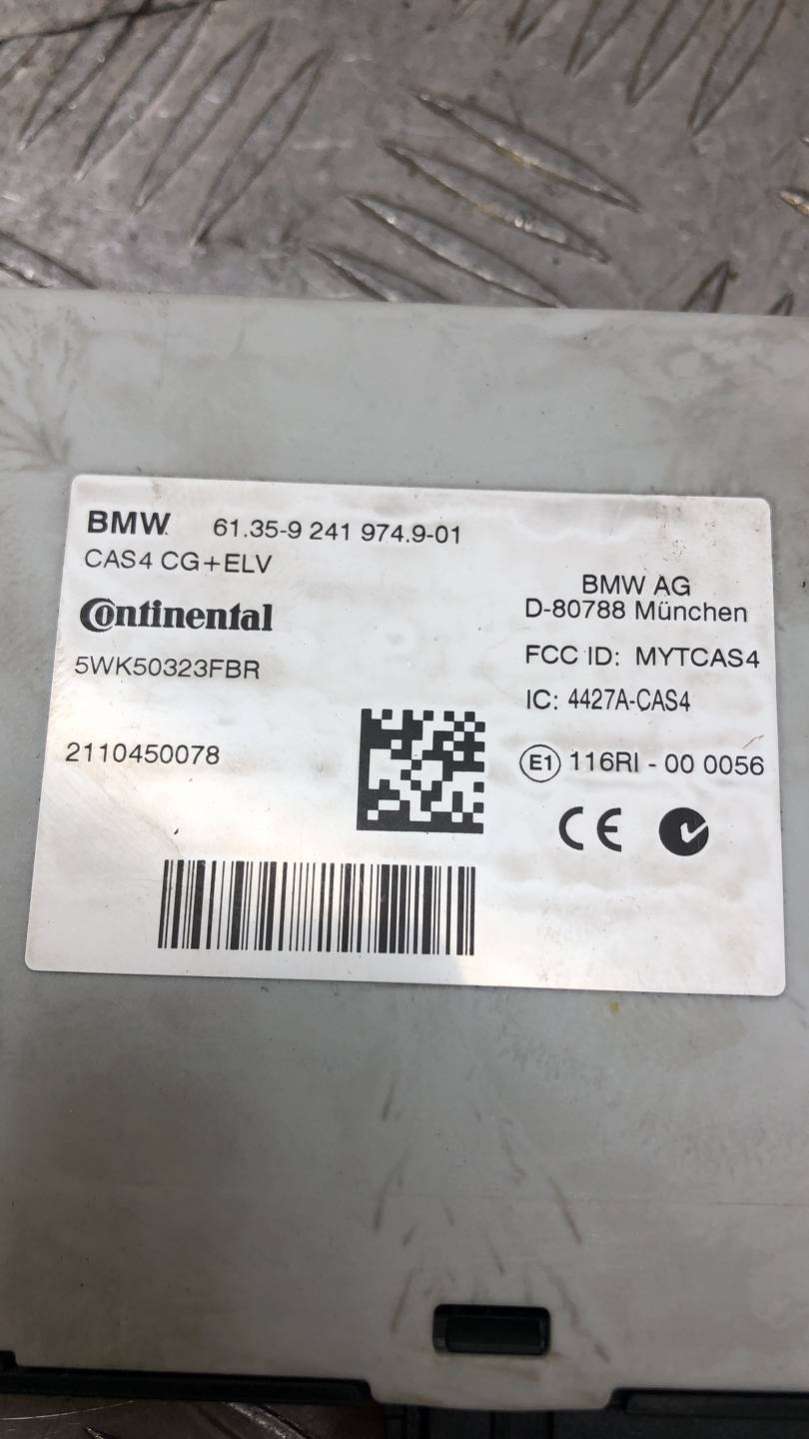 BMW 61.35-9 241 974.9-01
CAS4 CG+ELV
Continental
5WK50323FBR
2110450078
BMW AG
D-80788 München
FCC ID: MYTCAS4
IC: 4427A-CAS4
E1 116RI - 00 0056
CE